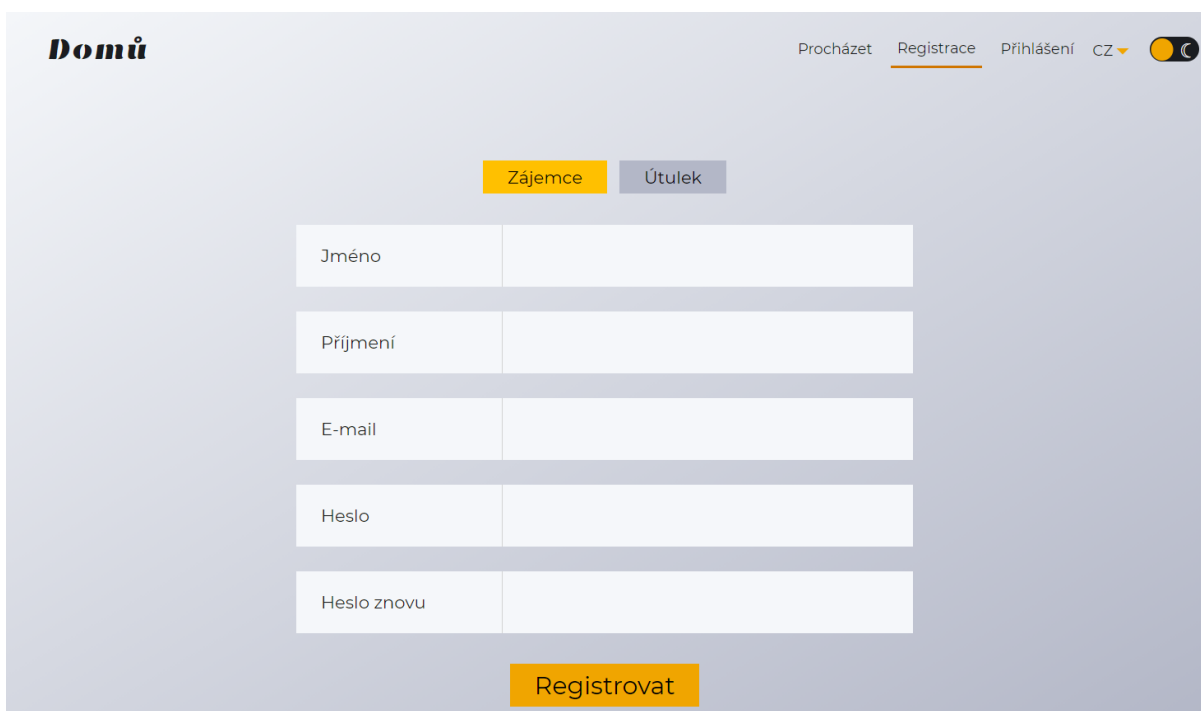 Domů
Procházet Registrace Přihlášení CZ
Zájemce Útulek
Jméno
Příjmení
E-mail
Heslo
Heslo znovu
Registrovat